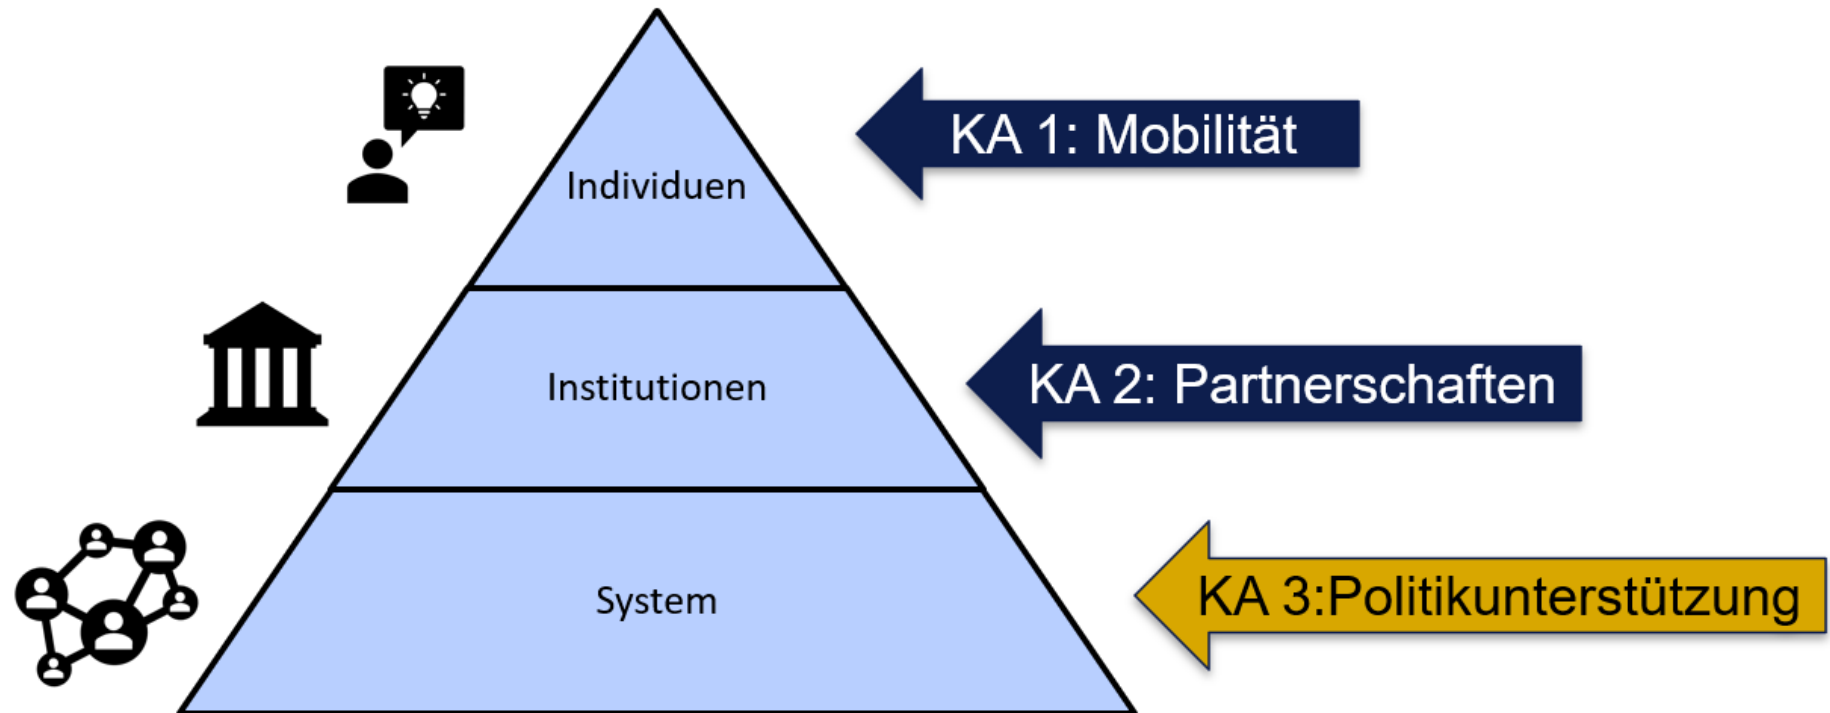 KA 1: Mobilität
Individuen
KA 2: Partnerschaften
Institutionen
KA 3:Politikunterstützung
System